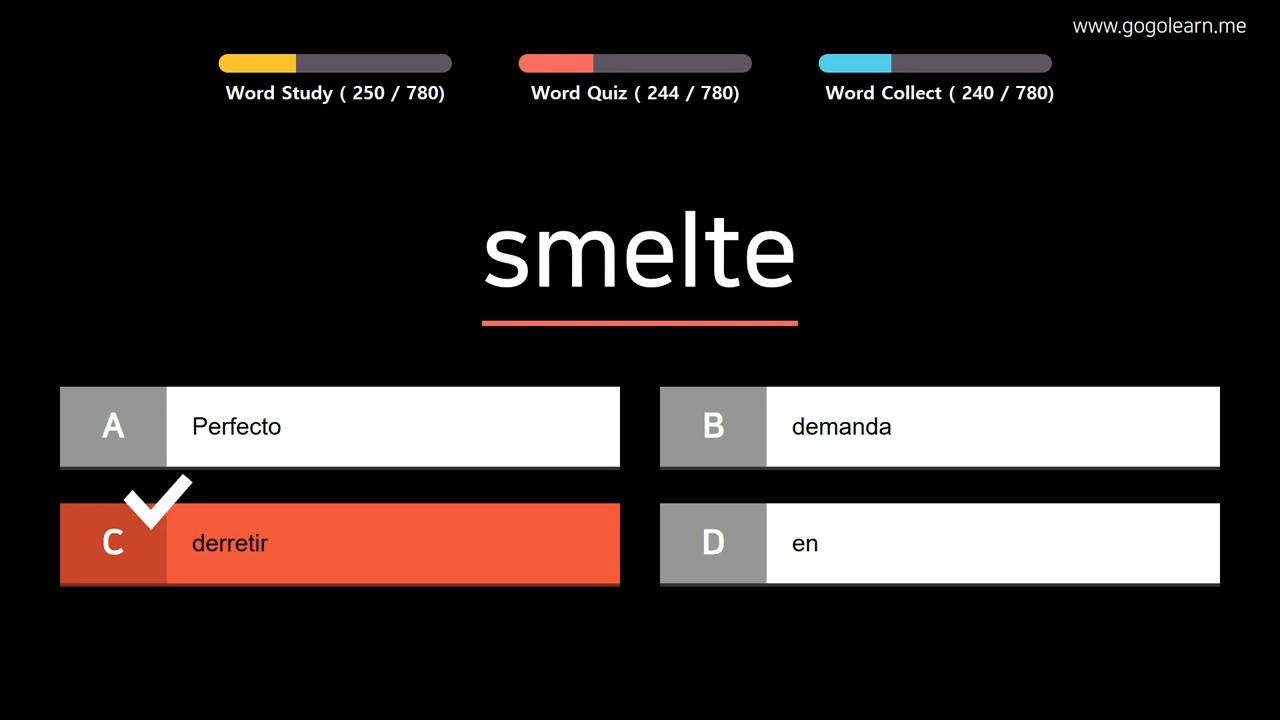 www.gogolearn.me
Word Study ( 250 / 780)
Word Quiz ( 244 / 780)
Word Collect ( 240 / 780)
smelte
A Perfecto
B demanda
C derretir
D en